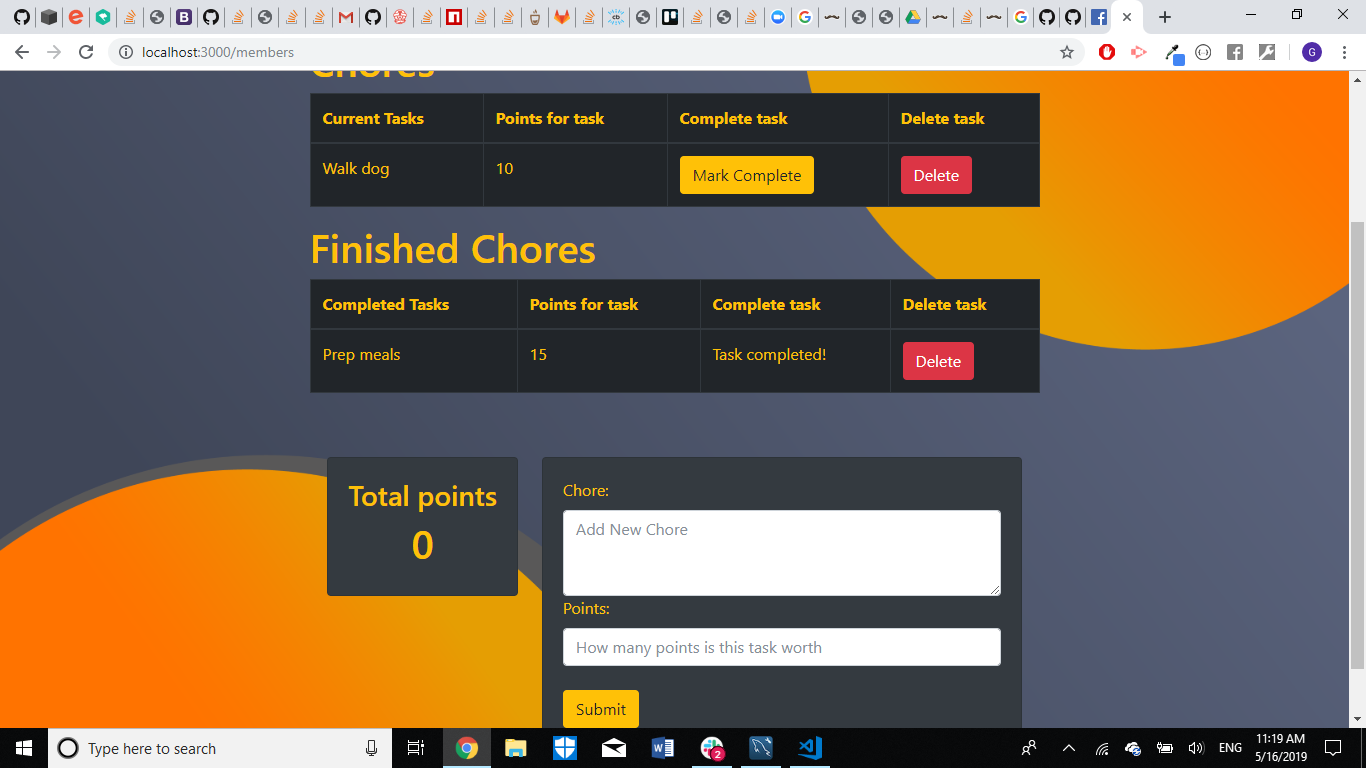 localhost:3000/members
G
Chores
Current Tasks Points for task Complete task Delete task
Walk dog 10 Mark Complete Delete
Finished Chores
Completed Tasks Points for task Complete task Delete task
Prep meals 15 Task completed! Delete
Total points
0
Chore:
Add New Chore
Points:
How many points is this task worth
Submit
Type here to search
2
ENG
11:19 AM
5/16/2019